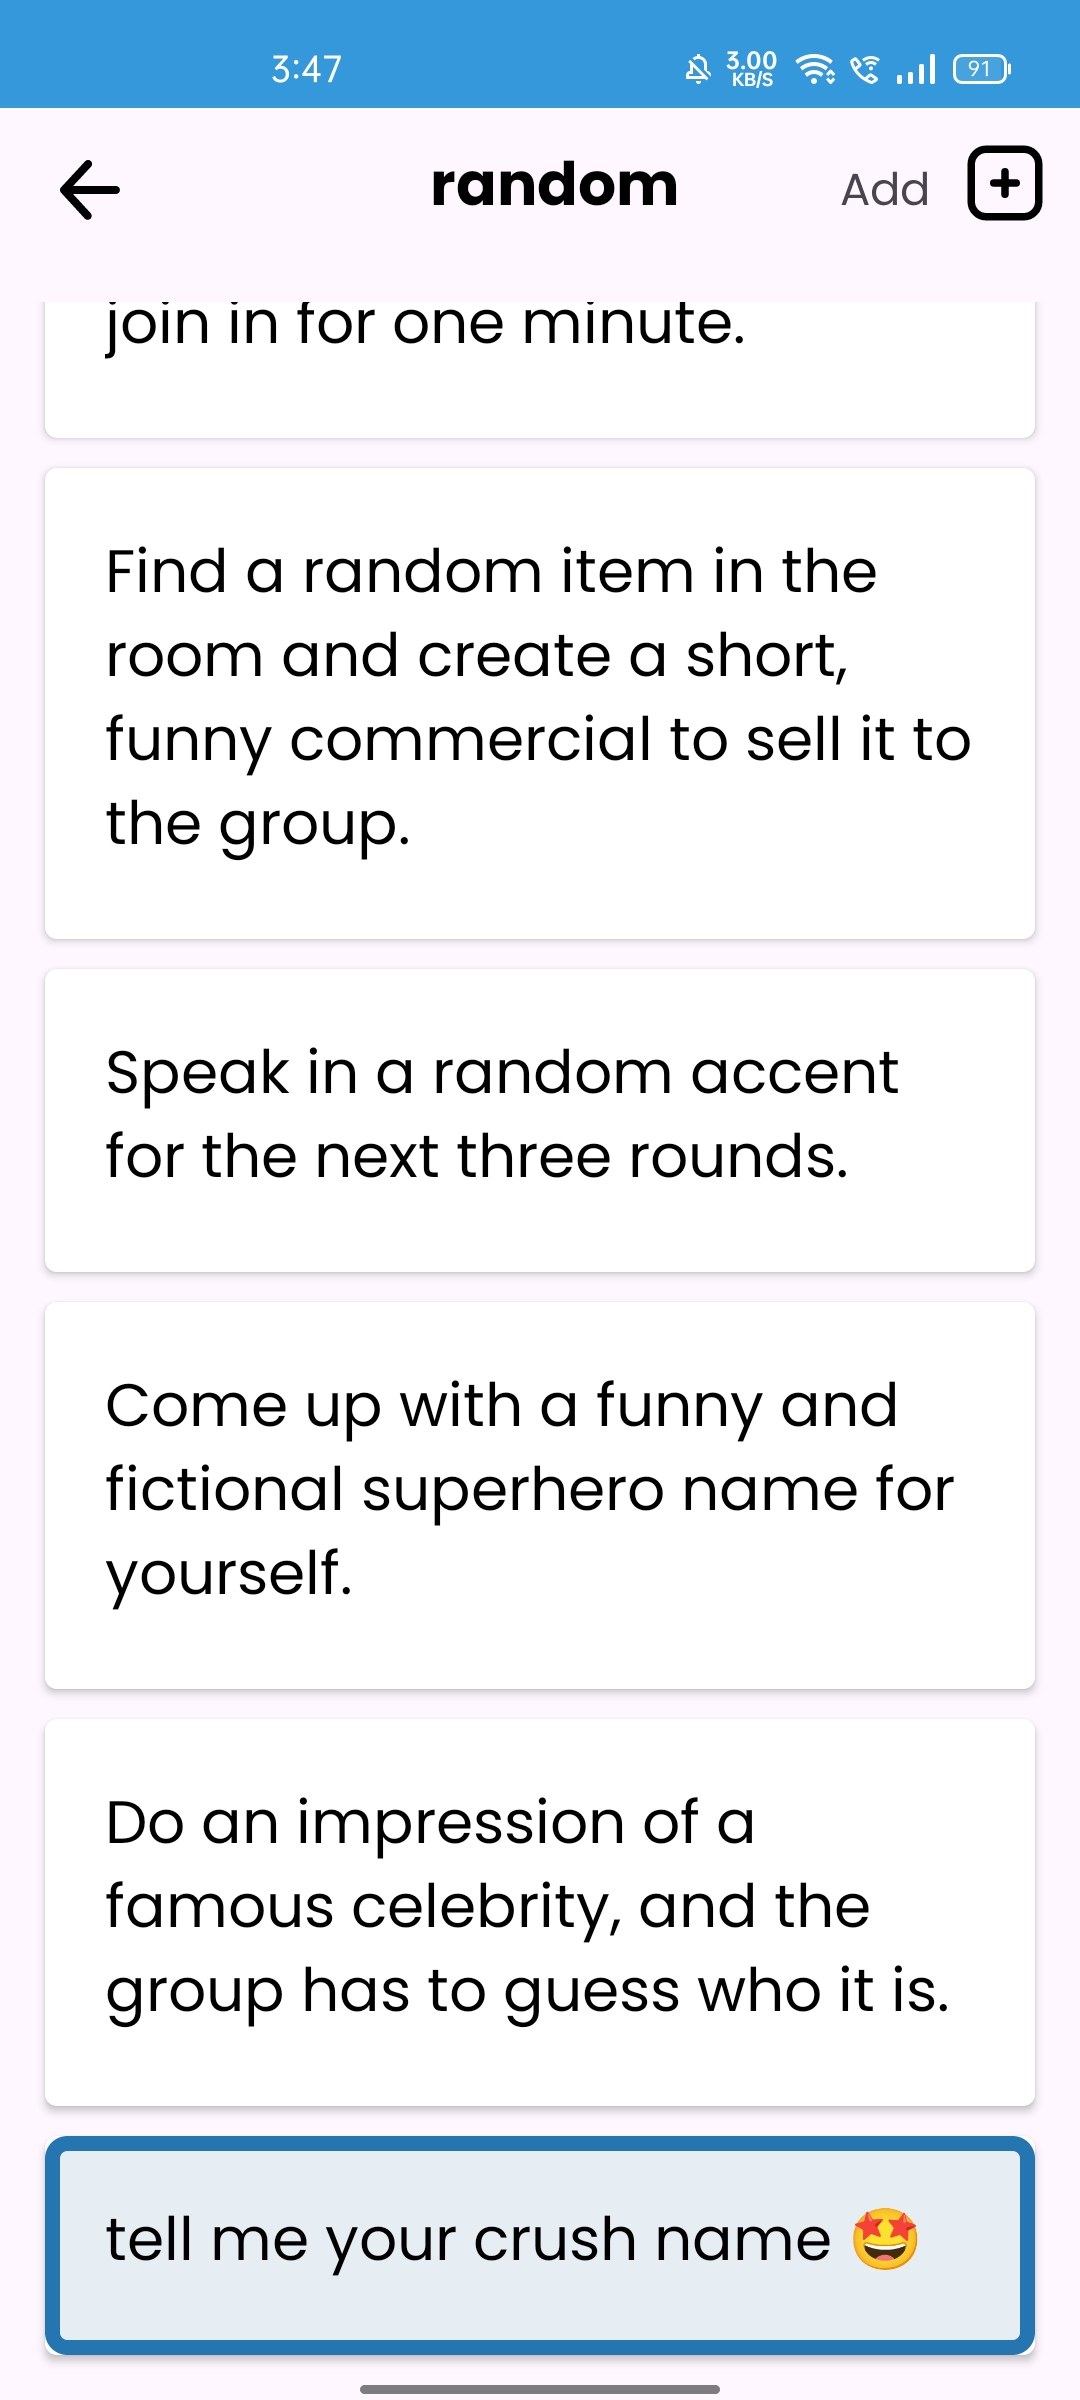 3:47
3.00
KB/S
91
random
Add
join in for one minute.
Find a random item in the
room and create a short,
funny commercial to sell it to
the group.
Speak in a random accent
for the next three rounds.
Come up with a funny and
fictional superhero name for
yourself.
Do an impression of a
famous celebrity, and the
group has to guess who it is.
tell me your crush name 🤩